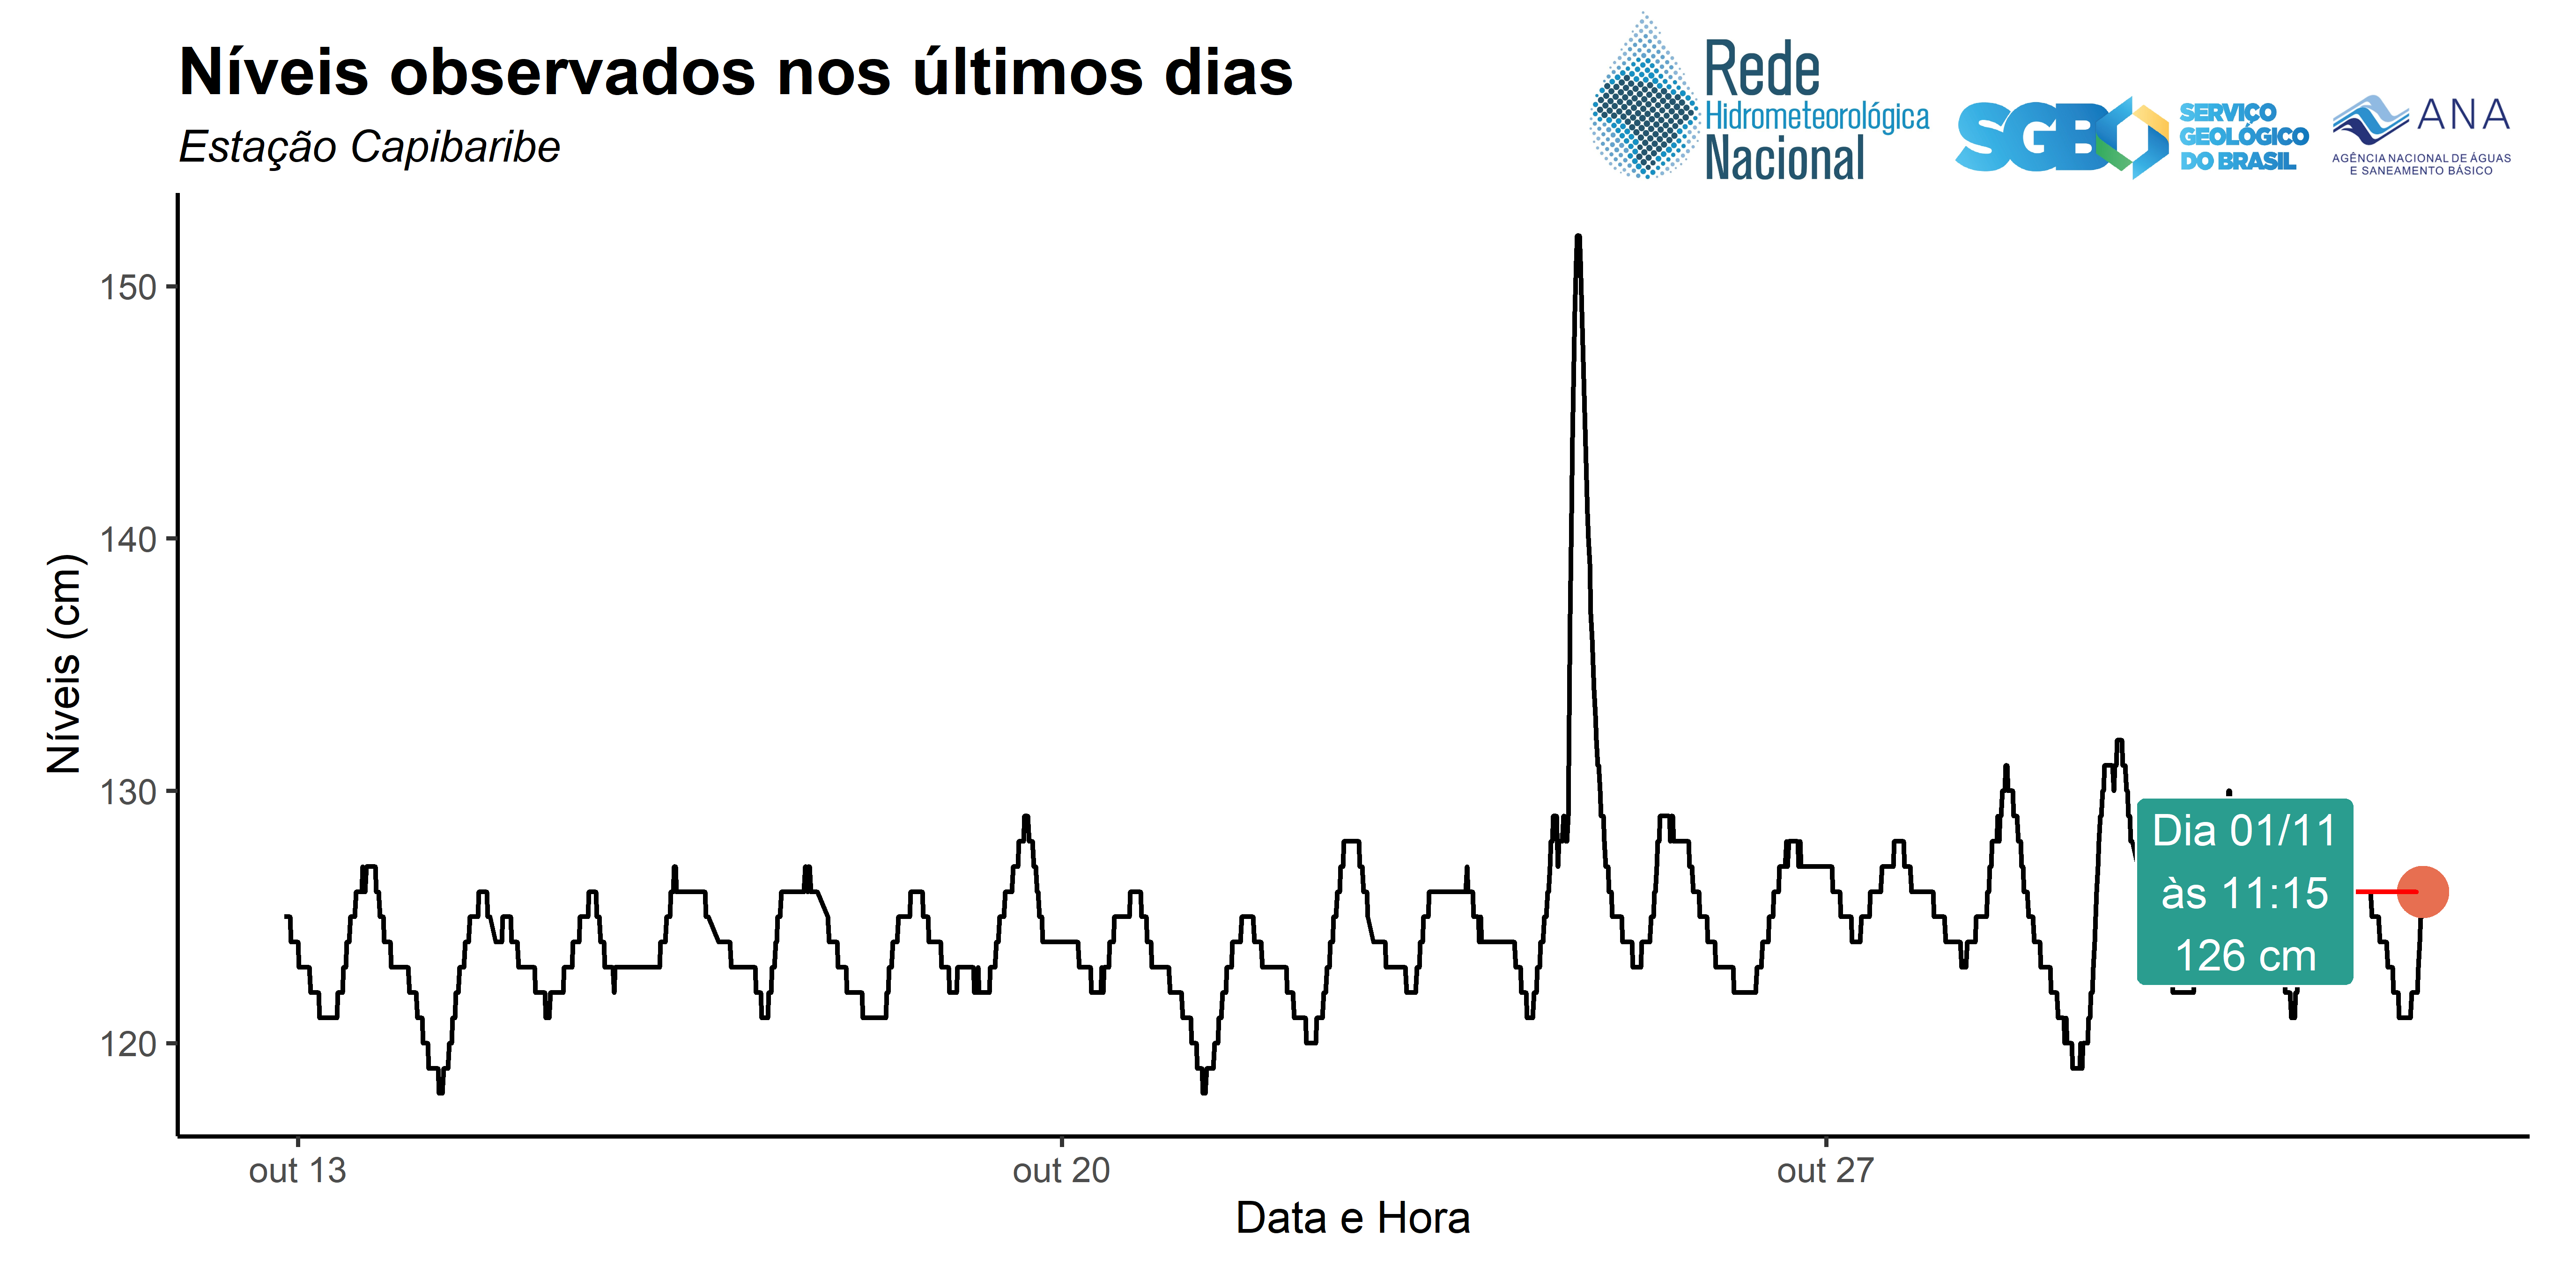 Níveis observados nos últimos dias
Estação Capibaribe
Rede
Hidrometeorológica
Nacional
SGB
SERVIÇO
GEOLÓGICO
DO BRASIL
ANA
AGÊNCIA NACIONAL DE ÁGUAS
E SANEAMENTO BÁSICO
Níveis (cm)
150
140
130
120
Dia 01/11
às 11:15
126 cm
out 13
out 20
out 27
Data e Hora